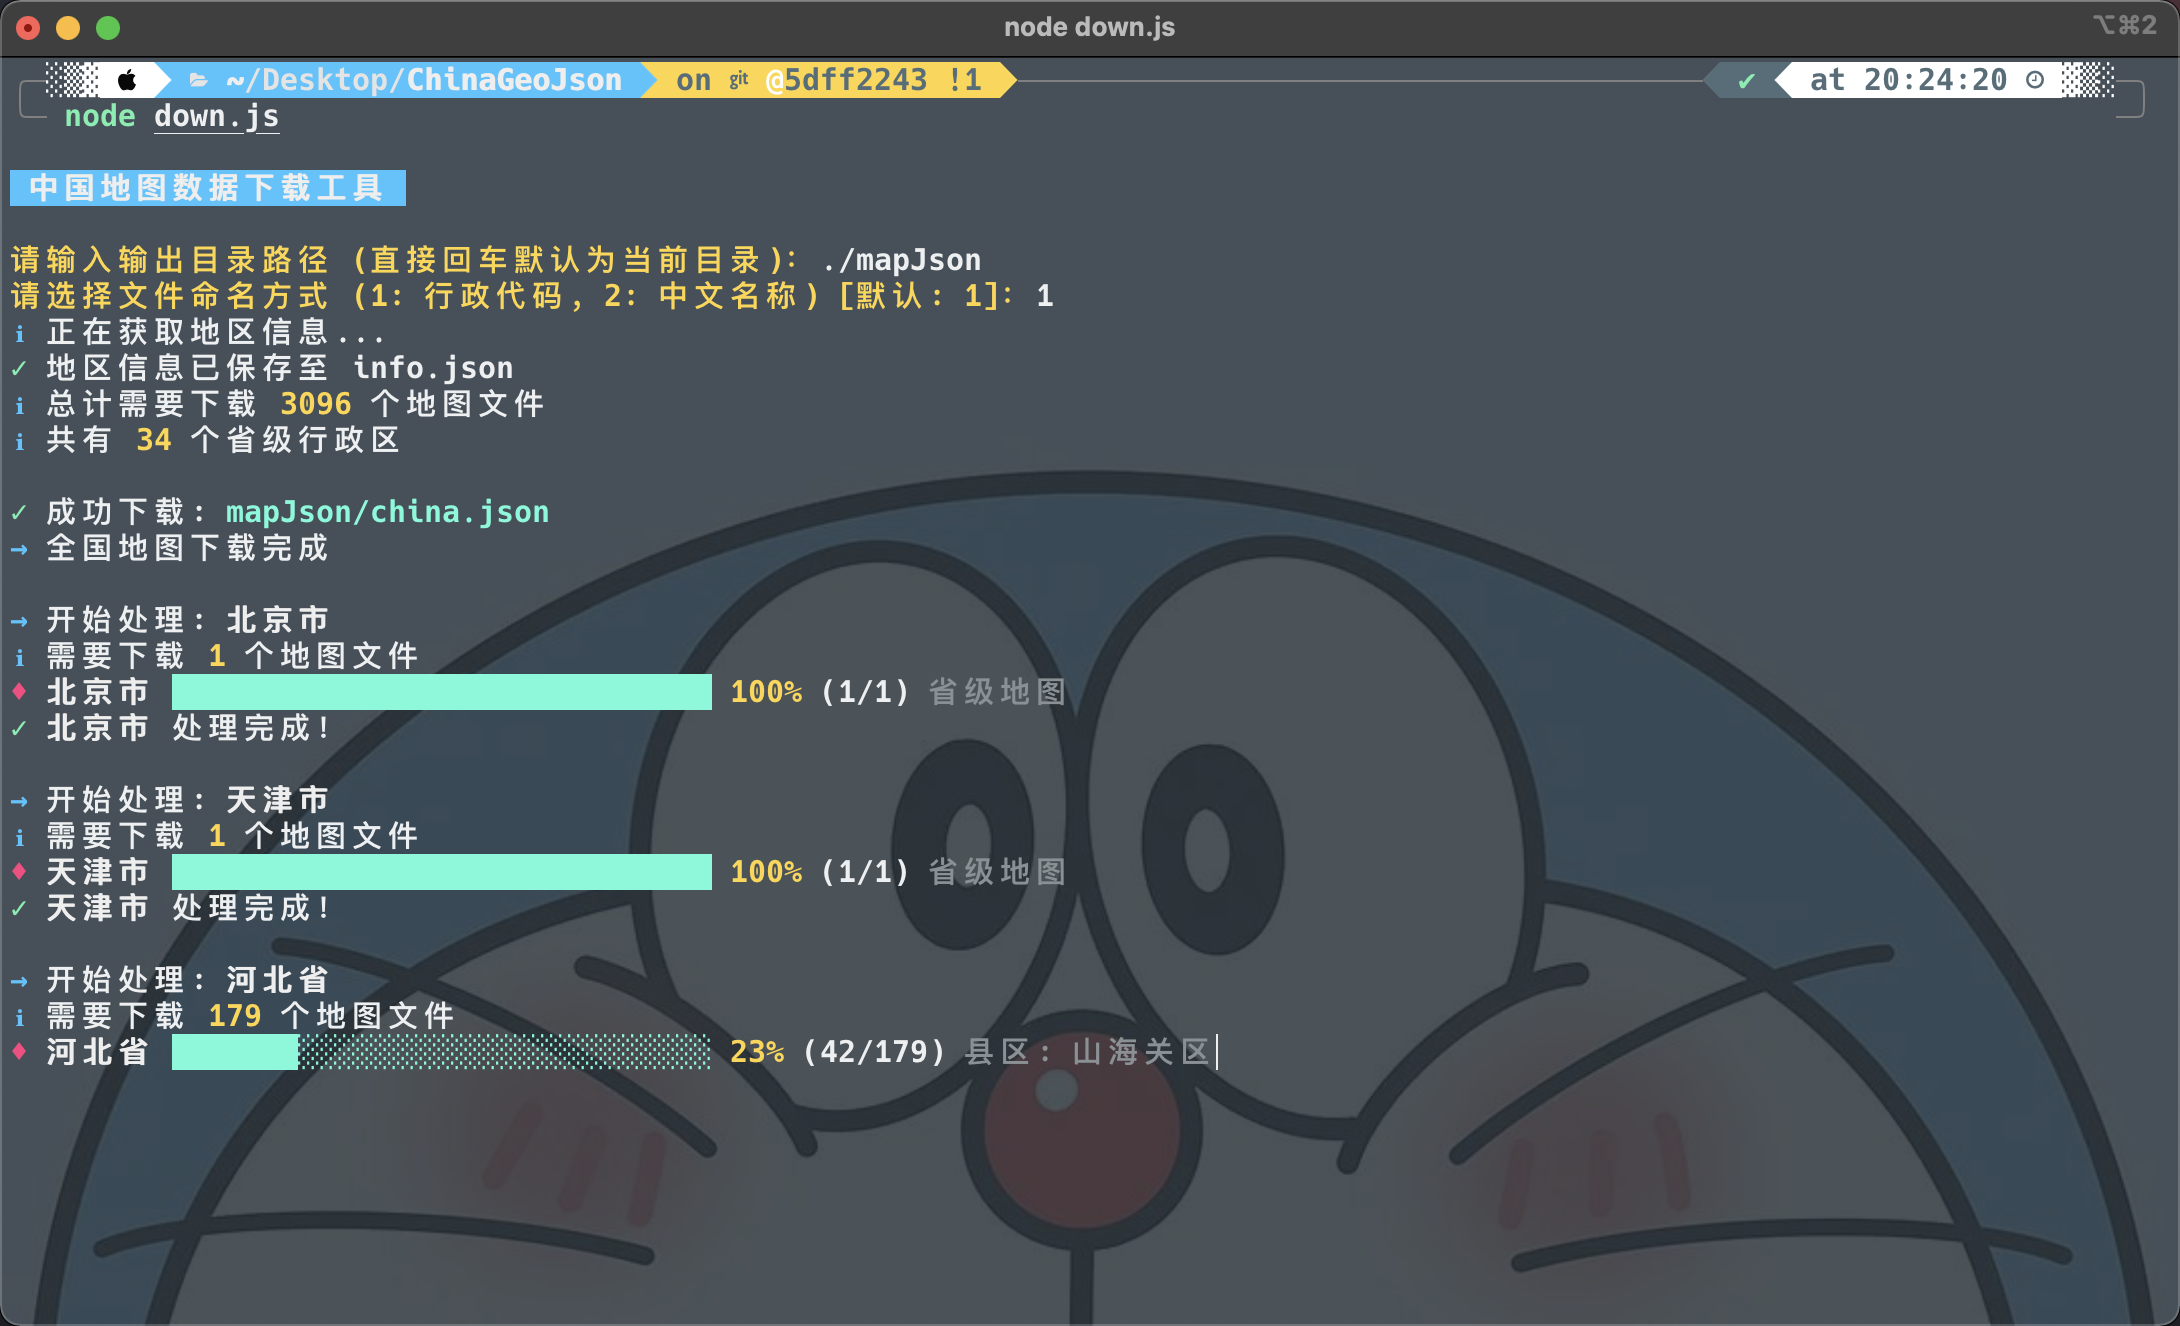 node down.js ⌥⌘2
~/Desktop/ChinaGeoJson on git @5dff2243 !1 ✔ at 20:24:20
node down.js
中国地图数据下载工具
请输入输出目录路径 (直接回车默认为当前目录): ./mapJson
请选择文件命名方式 (1: 行政代码, 2: 中文名称) [默认: 1]: 1
ℹ 正在获取地区信息...
✓ 地区信息已保存至 info.json
ℹ 总计需要下载 3096 个地图文件
ℹ 共有 34 个省级行政区
✓ 成功下载: mapJson/china.json
→ 全国地图下载完成
→ 开始处理: 北京市
ℹ 需要下载 1 个地图文件
♦ 北京市 100% (1/1) 省级地图
✓ 北京市 处理完成!
→ 开始处理: 天津市
ℹ 需要下载 1 个地图文件
♦ 天津市 100% (1/1) 省级地图
✓ 天津市 处理完成!
→ 开始处理: 河北省
ℹ 需要下载 179 个地图文件
♦ 河北省 23% (42/179) 县区: 山海关区